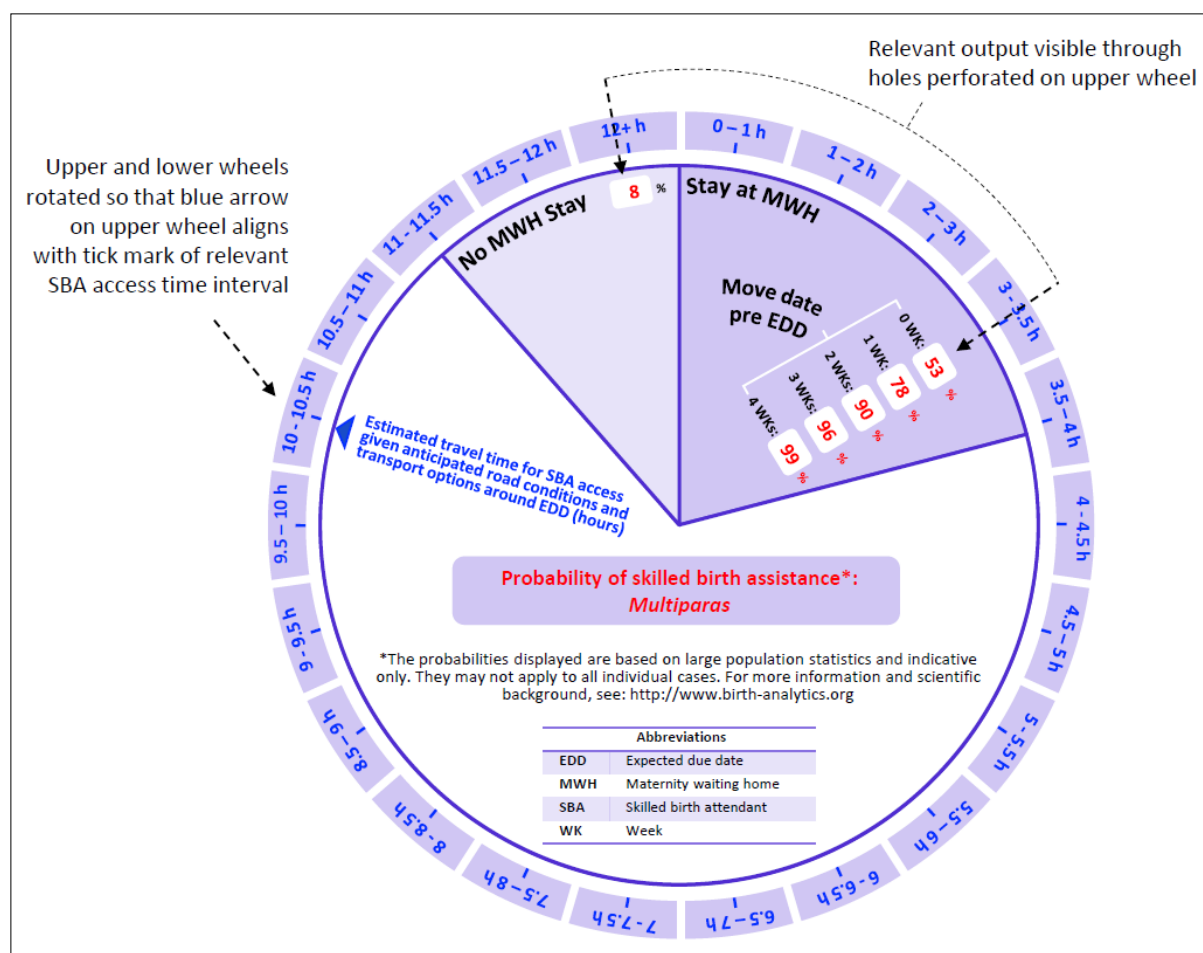 Relevant output visible through
holes perforated on upper wheel
Upper and lower wheels
rotated so that blue arrow
on upper wheel aligns
with tick mark of relevant
SBA access time interval
0 – 1 h
1 – 2 h
2 – 3 h
3 - 3.5 h
3.5 – 4 h
4 - 4.5 h
4.5 – 5 h
5 - 5.5 h
5.5 – 6 h
6 - 6.5 h
6.5 – 7 h
7 - 7.5 h
7.5 – 8 h
8 - 8.5 h
8.5 – 9 h
9 - 9.5 h
9.5 – 10 h
10 - 10.5 h
10.5 – 11 h
11 - 11.5 h
11.5 – 12 h
12+ h
No MWH Stay
8 %
Stay at MWH
Move date
pre EDD
0 WK: 53 %
1 WK: 78 %
2 WKs: 90 %
3 WKs: 96 %
4 WKs: 99 %
Estimated travel time for SBA access
given anticipated road conditions and
transport options around EDD (hours)
Probability of skilled birth assistance*:
Multiparas
*The probabilities displayed are based on large population statistics and indicative
only. They may not apply to all individual cases. For more information and scientific
background, see: http://www.birth-analytics.org
Abbreviations
EDD Expected due date
MWH Maternity waiting home
SBA Skilled birth attendant
WK Week